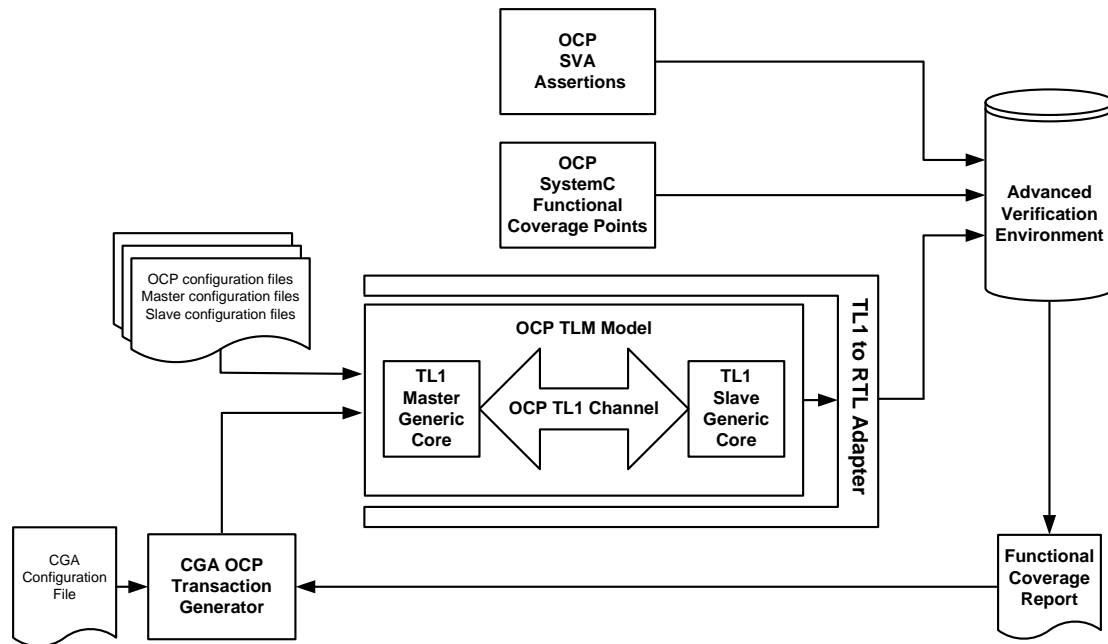 OCP
SVA
Assertions
OCP
SystemC
Functional
Coverage Points
Advanced
Verification
Environment
OCP configuration files
Master configuration files
Slave configuration files
OCP TLM Model
TL1
Master
Generic
Core
OCP TL1 Channel
TL1
Slave
Generic
Core
TL1 to RTL Adapter
CGA
Configuration
File
CGA OCP
Transaction
Generator
Functional
Coverage
Report